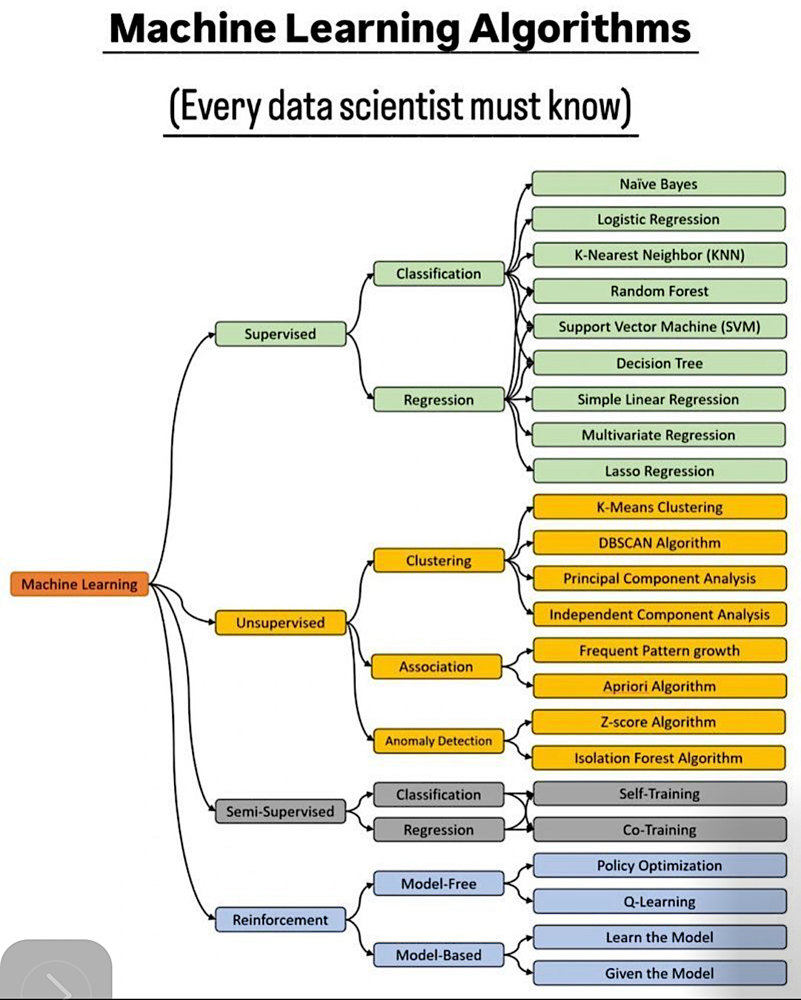 Machine Learning Algorithms
(Every data scientist must know)
Naïve Bayes
Logistic Regression
K-Nearest Neighbor (KNN)
Classification
Random Forest
Support Vector Machine (SVM)
Supervised
Decision Tree
Regression
Simple Linear Regression
Multivariate Regression
Lasso Regression
K-Means Clustering
DBSCAN Algorithm
Clustering
Principal Component Analysis
Machine Learning
Independent Component Analysis
Unsupervised
Frequent Pattern growth
Association
Apriori Algorithm
Z-score Algorithm
Anomaly Detection
Isolation Forest Algorithm
Classification
Self-Training
Semi-Supervised
Regression
Co-Training
Policy Optimization
Model-Free
Q-Learning
Reinforcement
Learn the Model
Model-Based
Given the Model